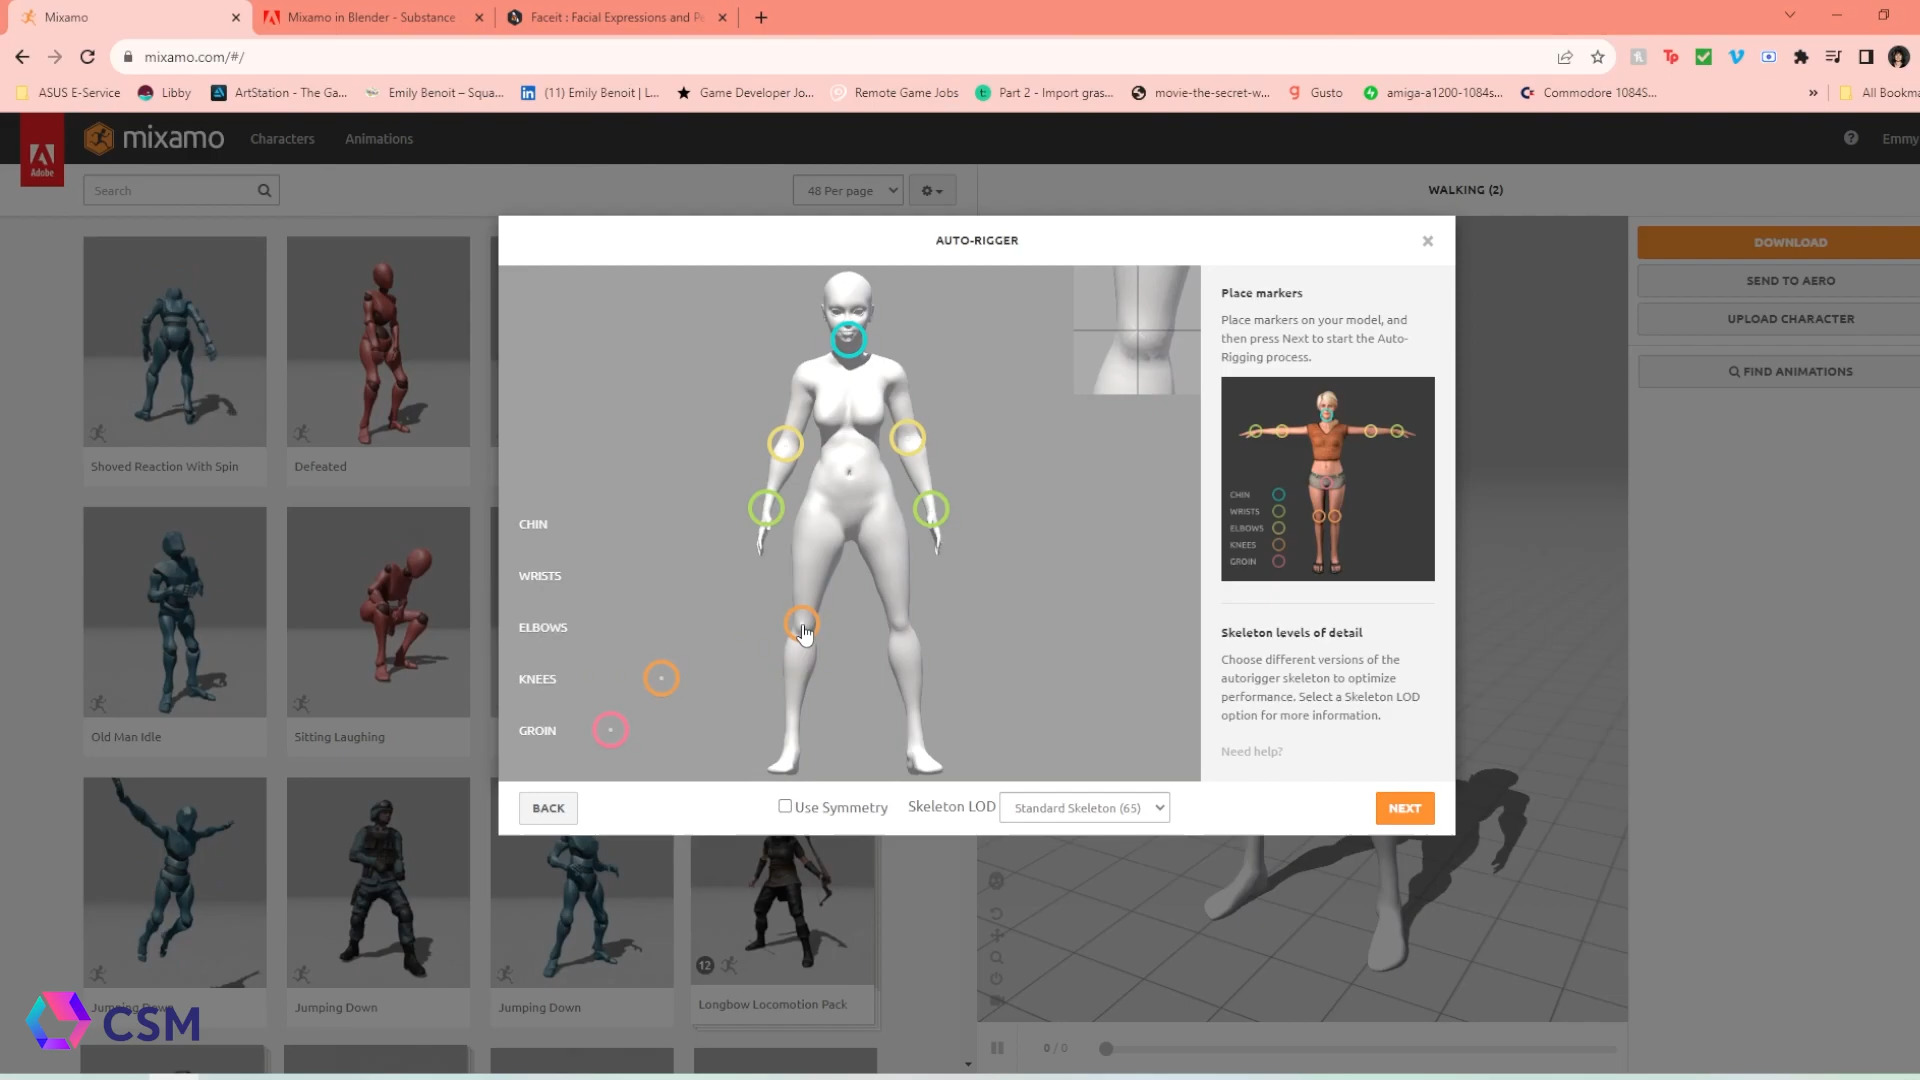 Mixamo
Mixamo in Blender - Substance
Faceit : Facial Expressions and Pe
mixamo.com/#/
ASUS E-Service
Libby
ArtStation - The Ga...
Emily Benoit – Squa...
(11) Emily Benoit | L...
Game Developer Jo...
Remote Game Jobs
Part 2 - Import gras...
movie-the-secret-w...
Gusto
amiga-a1200-1084s...
Commodore 1084S...
»
All Bookma
Adobe
mixamo
Characters
Animations
Emmy
Search
48 Per page
WALKING (2)
AUTO-RIGGER
DOWNLOAD
SEND TO AERO
UPLOAD CHARACTER
FIND ANIMATIONS
Shoved Reaction With Spin
Defeated
Old Man Idle
Sitting Laughing
Jumping Down
Jumping Down
Jumping Down
12
Longbow Locomotion Pack
CHIN
WRISTS
ELBOWS
KNEES
GROIN
Place markers
Place markers on your model, and
then press Next to start the Auto-
Rigging process.
CHIN
WRISTS
ELBOWS
KNEES
GROIN
Skeleton levels of detail
Choose different versions of the
autorigger skeleton to optimize
performance. Select a Skeleton LOD
option for more information.
Need help?
BACK
Use Symmetry
Skeleton LOD
Standard Skeleton (65)
NEXT
0 / 0
CSM